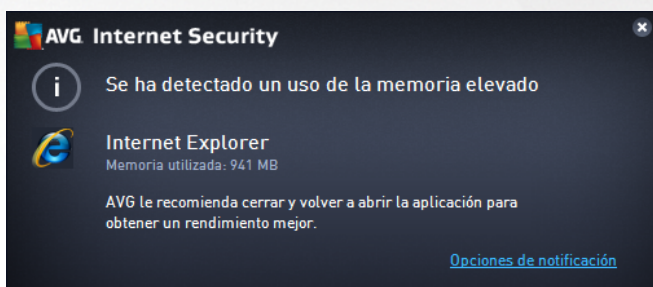 AVG. Internet Security
Se ha detectado un uso de la memoria elevado
Internet Explorer
Memoria utilizada: 941 MB
AVG le recomienda cerrar y volver a abrir la aplicación para
obtener un rendimiento mejor.
Opciones de notificación